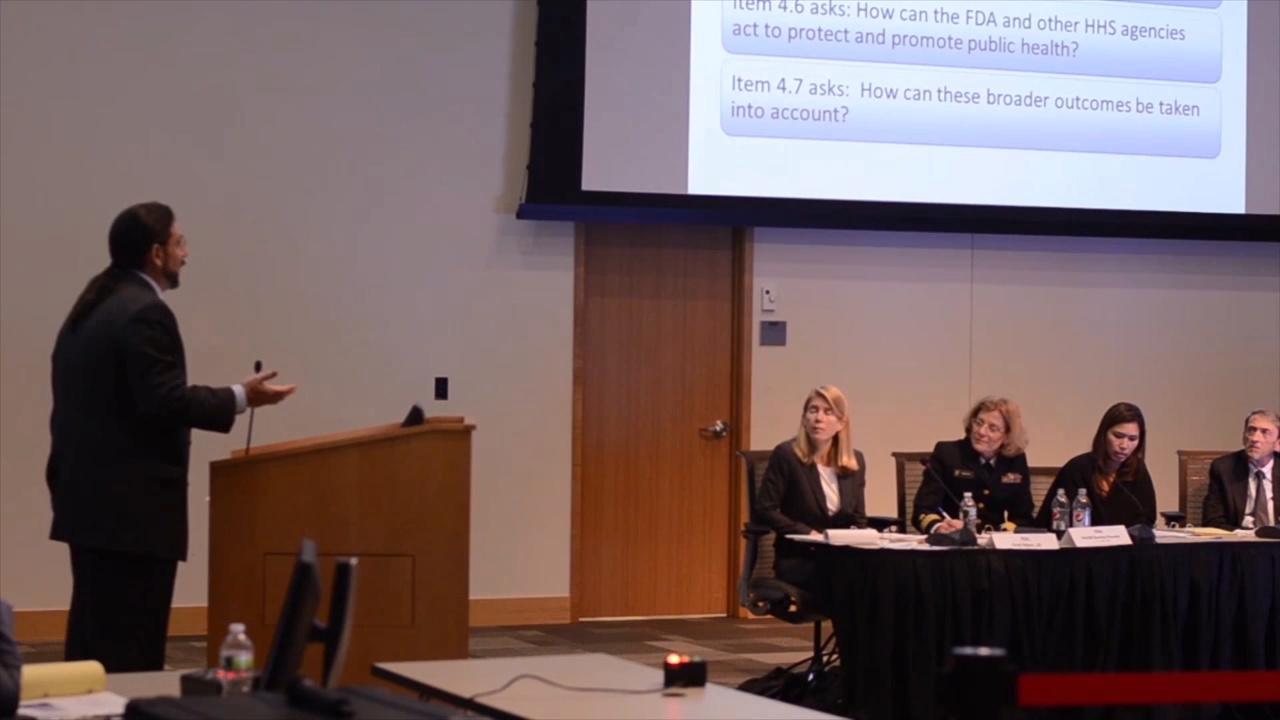 Item 4.6 asks: How can the FDA and other HHS agencies
act to protect and promote public health?
Item 4.7 asks: How can these broader outcomes be taken
into account?